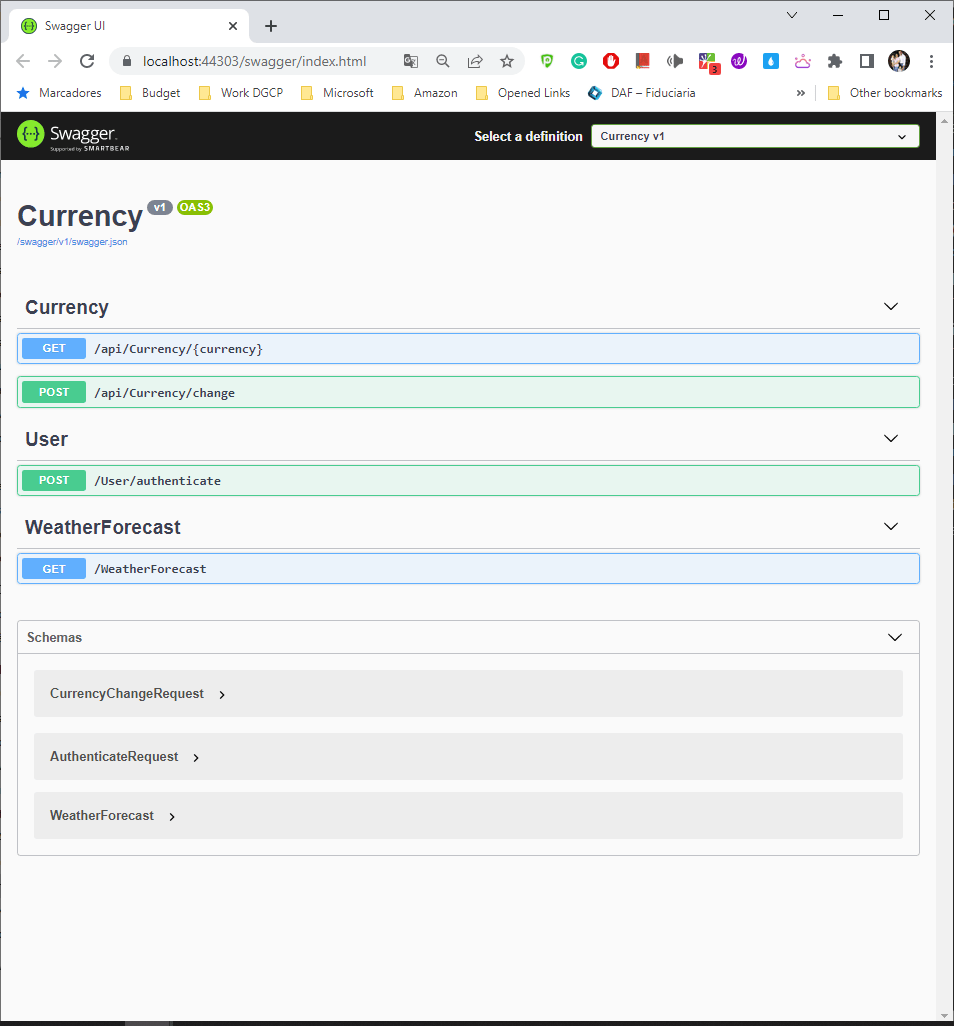 Swagger UI
localhost:44303/swagger/index.html
3
Marcadores Budget Work DGCP Microsoft Amazon Opened Links DAF – Fiduciaria » Other bookmarks
{···} Swagger. Select a definition Currency v1
Supported by SMARTBEAR
Currency v1 OAS3
/swagger/v1/swagger.json
Currency
GET /api/Currency/{currency}
POST /api/Currency/change
User
POST /User/authenticate
WeatherForecast
GET /WeatherForecast
Schemas
CurrencyChangeRequest
AuthenticateRequest
WeatherForecast